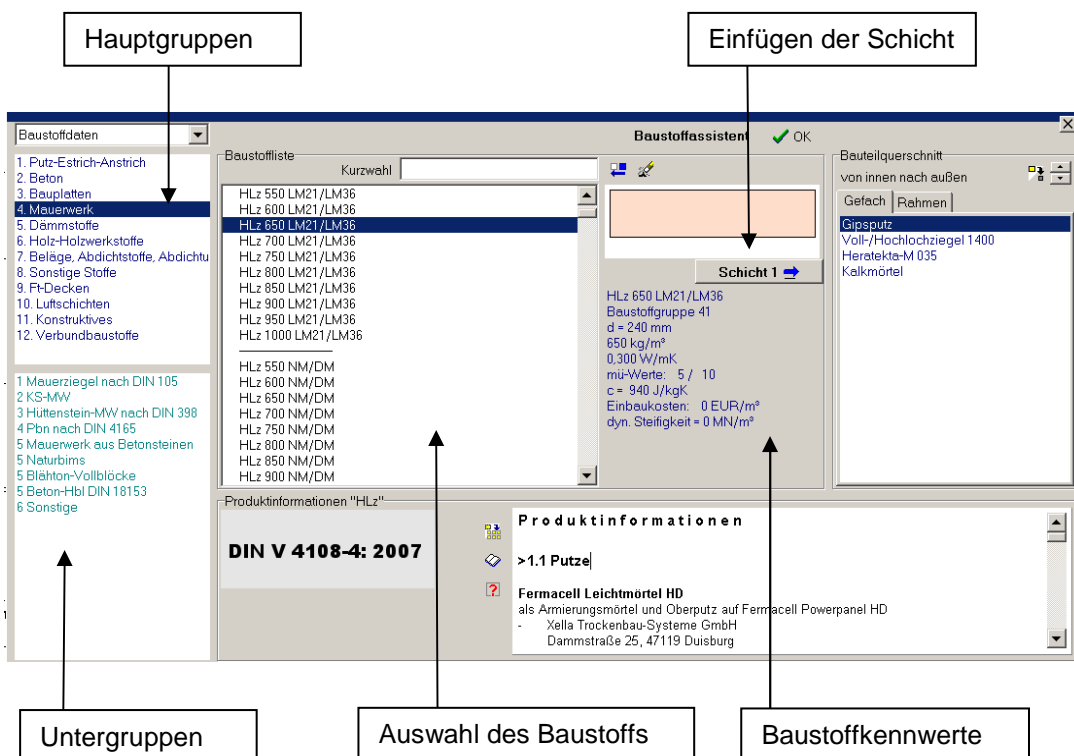 Hauptgruppen
Einfügen der Schicht
Baustoffdaten
Baustoffassistent
OK
1. Putz-Estrich-Anstrich
2. Beton
3. Bauplatten
4. Mauerwerk
5. Dämmstoffe
6. Holz-Holzwerkstoffe
7. Beläge, Abdichtstoffe, Abdichtu
8. Sonstige Stoffe
9. Ft-Decken
10. Luftschichten
11. Konstruktives
12. Verbundbaustoffe
1 Mauerziegel nach DIN 105
2 KS-MW
3 Hüttenstein-MW nach DIN 398
4 Pbn nach DIN 4165
5 Mauerwerk aus Betonsteinen
5 Naturbims
5 Blähton-Vollblöcke
5 Beton-Hbl DIN 18153
6 Sonstige
Baustoffliste
Kurzwahl
HLz 550 LM21/LM36
HLz 600 LM21/LM36
HLz 650 LM21/LM36
HLz 700 LM21/LM36
HLz 750 LM21/LM36
HLz 800 LM21/LM36
HLz 850 LM21/LM36
HLz 900 LM21/LM36
HLz 950 LM21/LM36
HLz 1000 LM21/LM36
HLz 550 NM/DM
HLz 600 NM/DM
HLz 650 NM/DM
HLz 700 NM/DM
HLz 750 NM/DM
HLz 800 NM/DM
HLz 850 NM/DM
HLz 900 NM/DM
Schicht 1
HLz 650 LM21/LM36
Baustoffgruppe 41
d = 240 mm
650 kg/m³
0,300 W/mK
mü-Werte: 5 / 10
c = 940 J/kgK
Einbaukosten: 0 EUR/m³
dyn. Steifigkeit = 0 MN/m³
Bauteilquerschnitt
von innen nach außen
Gefach Rahmen
Gipsputz
Voll-/Hochlochziegel 1400
Heratekta-M 035
Kalkmörtel
Produktinformationen "HLz"
DIN V 4108-4: 2007
Produktinformationen
>1.1 Putze
Fermacell Leichtmörtel HD
als Armierungsmörtel und Oberputz auf Fermacell Powerpanel HD
- Xella Trockenbau-Systeme GmbH
Dammstraße 25, 47119 Duisburg
Untergruppen
Auswahl des Baustoffs
Baustoffkennwerte